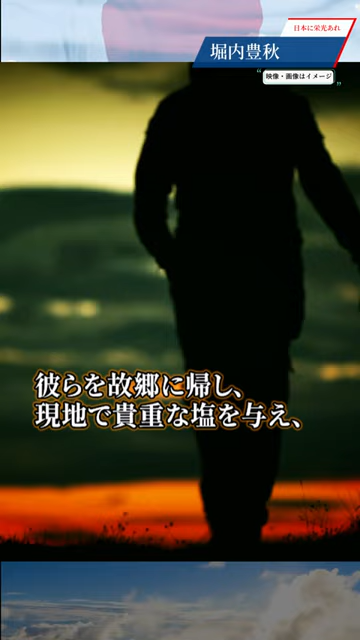 日本に栄光あれ
堀内豊秋
“映像・画像はイメージ„
彼らを故郷に帰し、
現地で貴重な塩を与え、